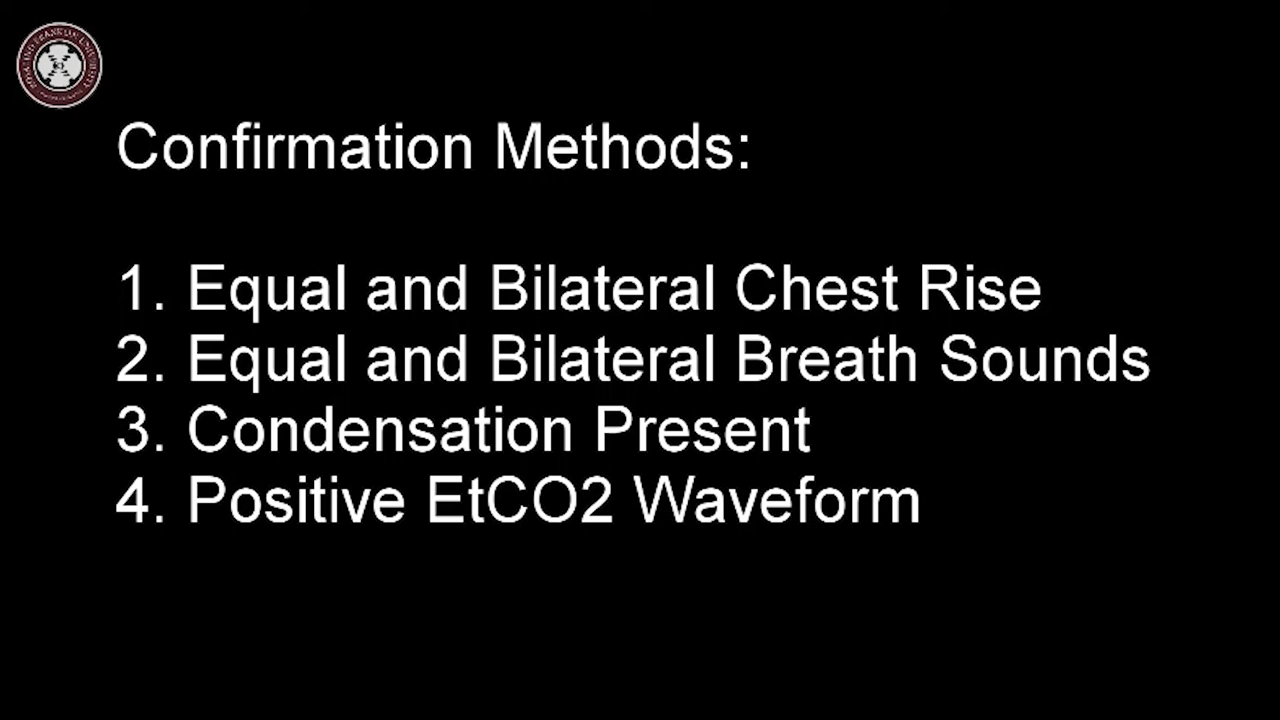 Confirmation Methods:
1. Equal and Bilateral Chest Rise
2. Equal and Bilateral Breath Sounds
3. Condensation Present
4. Positive EtCO2 Waveform